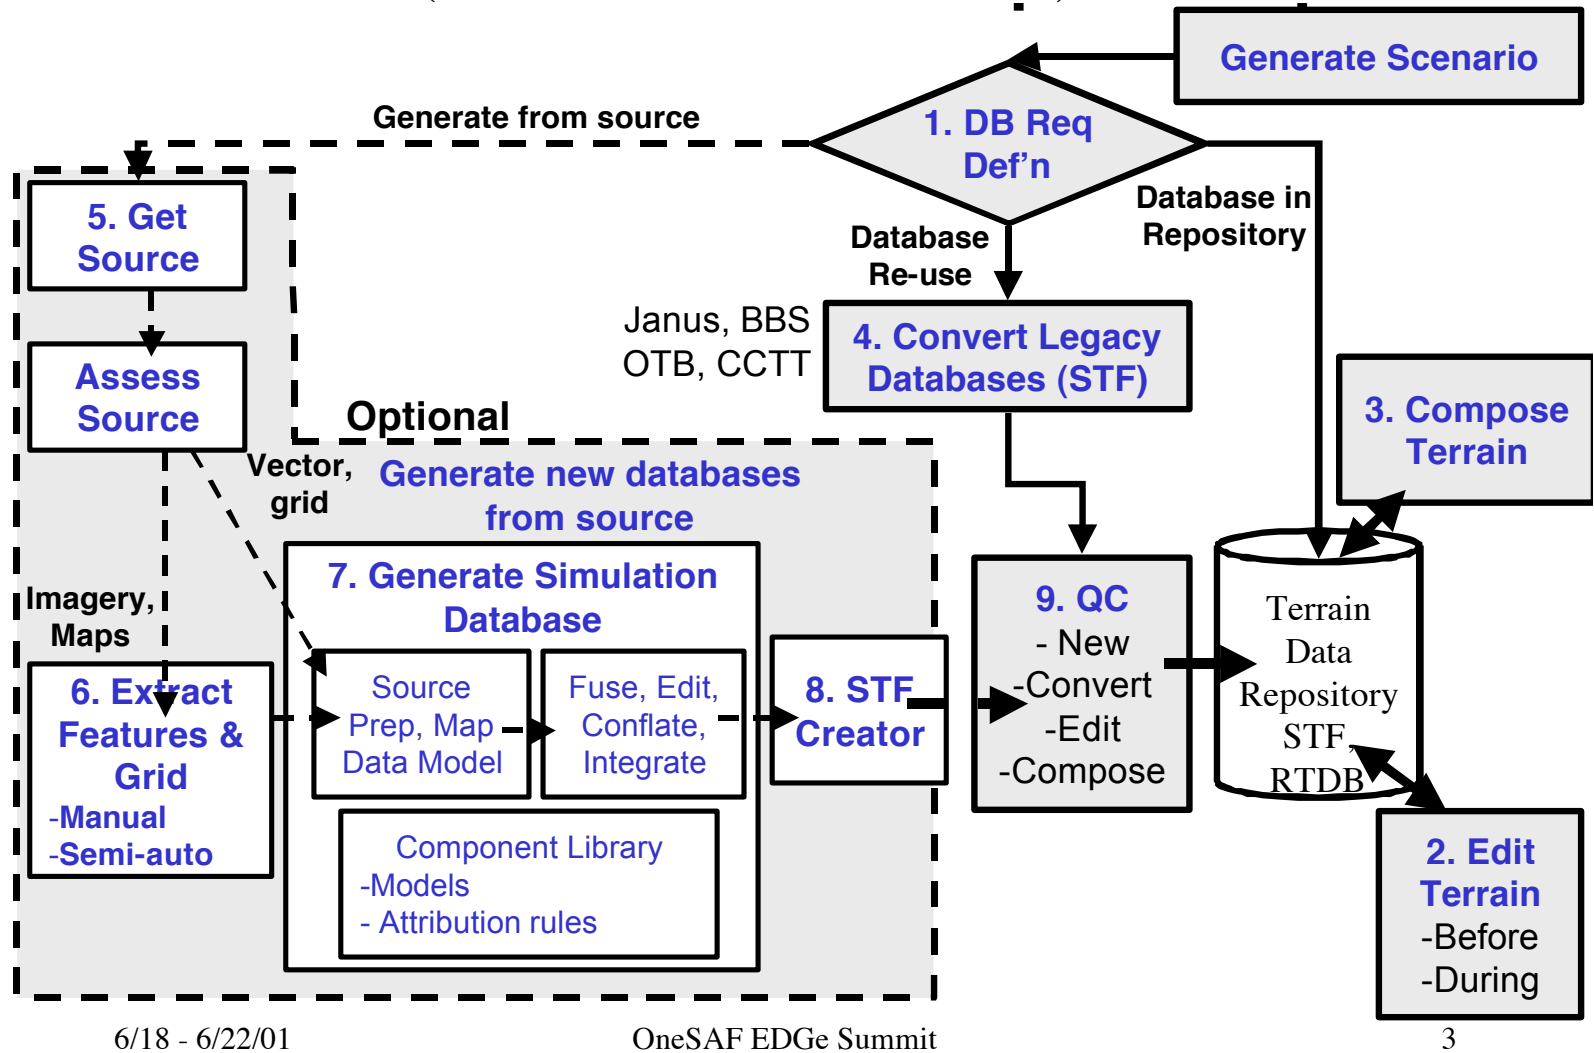 Generate Scenario
1. DB Req
Def'n
Generate from source
Database in
Repository
Database
Re-use
5. Get
Source
Janus, BBS
OTB, CCTT
4. Convert Legacy
Databases (STF)
Assess
Source
3. Compose
Terrain
Optional
Vector,
grid
Generate new databases
from source
7. Generate Simulation
Database
Imagery,
Maps
6. Extract
Features &
Grid
-Manual
-Semi-auto
Source
Prep, Map
Data Model
Fuse, Edit,
Conflate,
Integrate
Component Library
-Models
- Attribution rules
8. STF
Creator
9. QC
- New
-Convert
-Edit
-Compose
Terrain
Data
Repository
STF,
RTDB
2. Edit
Terrain
-Before
-During
6/18 - 6/22/01
OneSAF EDGe Summit
3